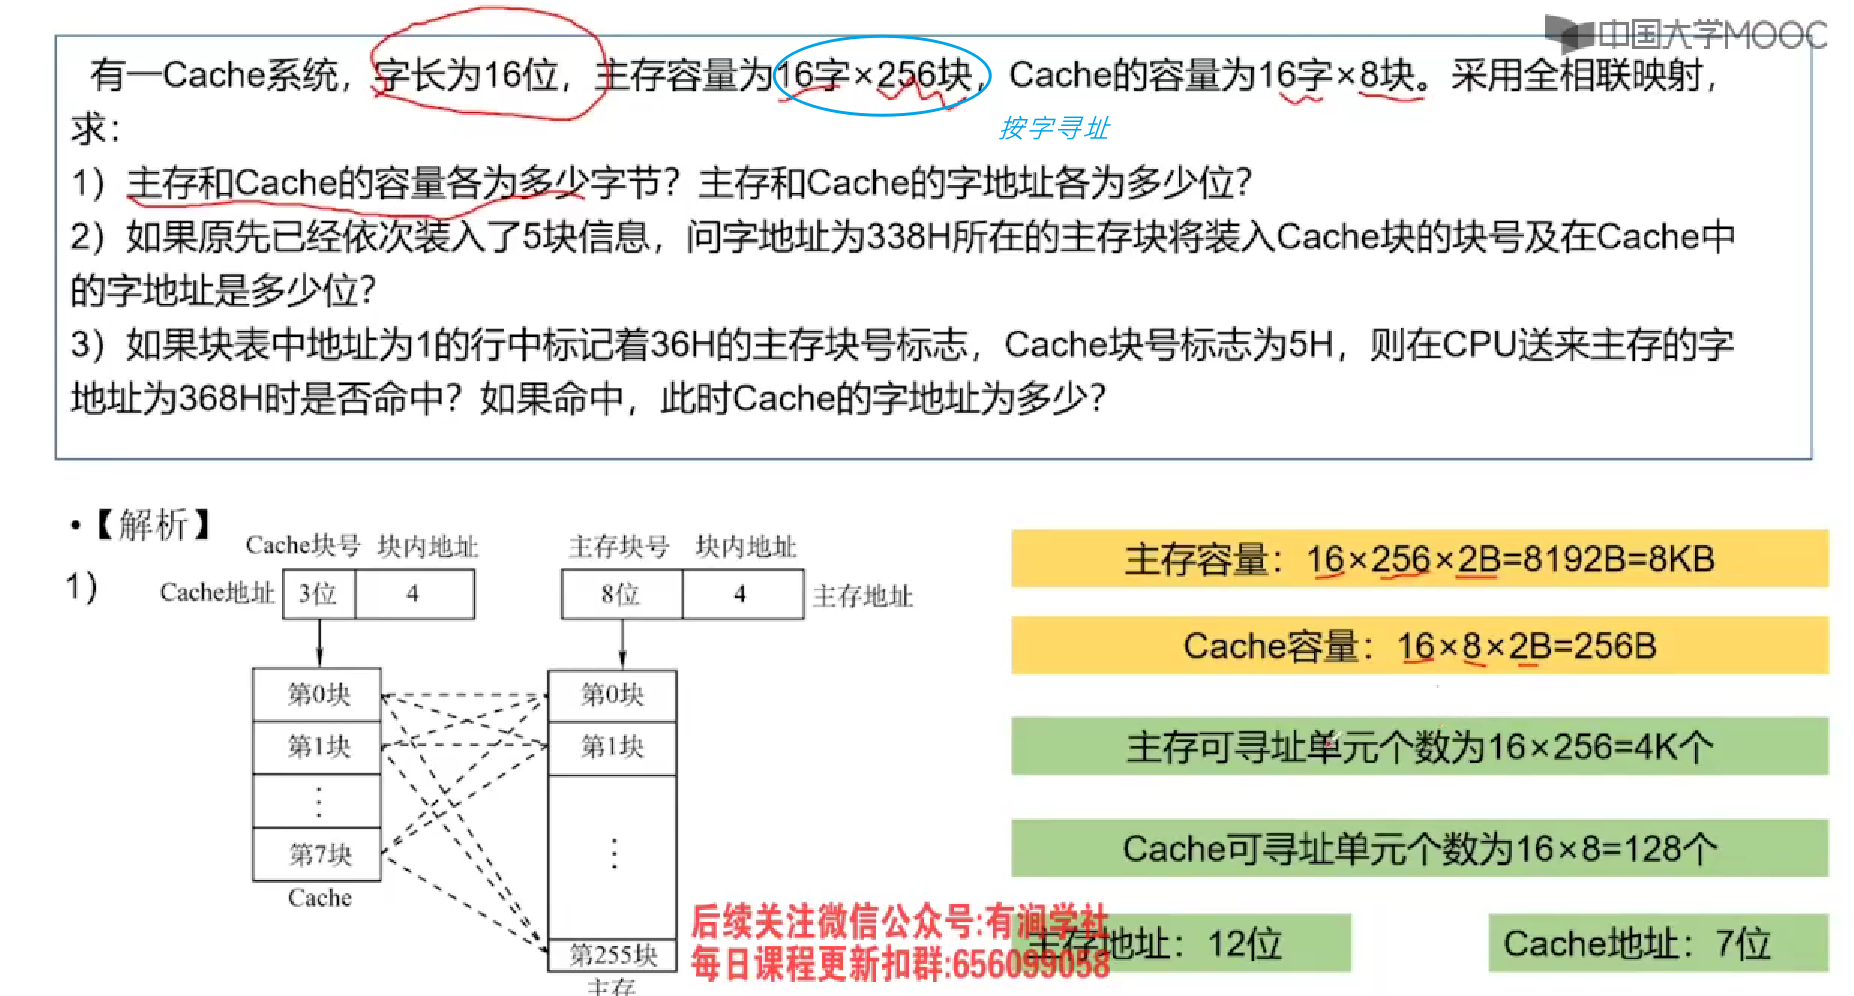 中国大学MOOC
有一Cache系统，字长为16位，主存容量为16字×256块，Cache的容量为16字×8块。采用全相联映射，
求：
按字寻址
1）主存和Cache的容量各为多少字节？主存和Cache的字地址各为多少位？
2）如果原先已经依次装入了5块信息，问字地址为338H所在的主存块将装入Cache块的块号及在Cache中
的字地址是多少位？
3）如果块表中地址为1的行中标记着36H的主存块号标志，Cache块号标志为5H，则在CPU送来主存的字
地址为368H时是否命中？如果命中，此时Cache的字地址为多少？
•【解析】
1）
Cache块号 块内地址
Cache地址 3位 4
第0块
第1块
⋮
第7块
Cache
主存块号 块内地址
8位 4 主存地址
第0块
第1块
⋮
第255块
主存
主存容量：16×256×2B=8192B=8KB
Cache容量：16×8×2B=256B
主存可寻址单元个数为16×256=4K个
Cache可寻址单元个数为16×8=128个
主存地址：12位
Cache地址：7位
后续关注微信公众号:有涧学社
每日课程更新扣群:656099058